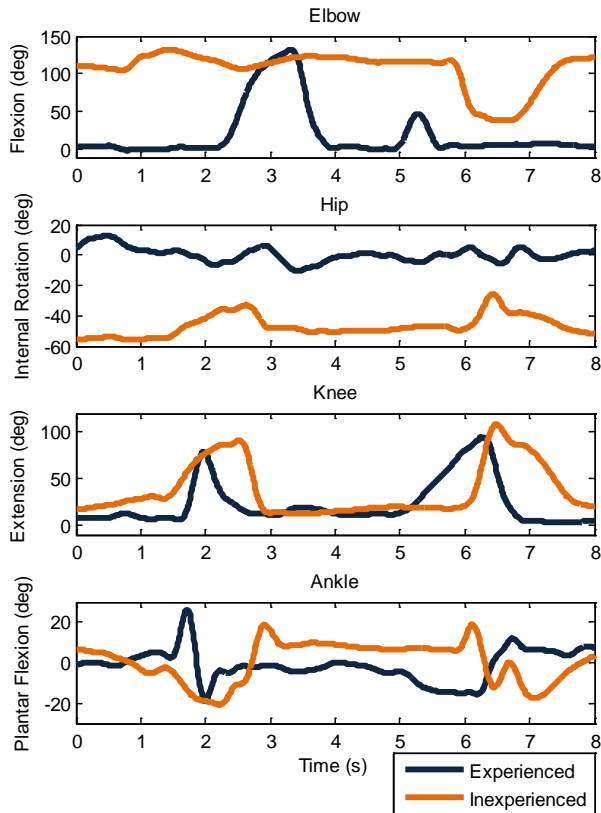 Elbow
Flexion (deg)
150
100
50
0
0 1 2 3 4 5 6 7 8
Hip
Internal Rotation (deg)
20
0
-20
-40
-60
0 1 2 3 4 5 6 7 8
Knee
Extension (deg)
100
50
0
0 1 2 3 4 5 6 7 8
Ankle
Plantar Flexion (deg)
20
0
-20
0 1 2 3 4 5 6 7 8
Time (s)
Experienced
Inexperienced